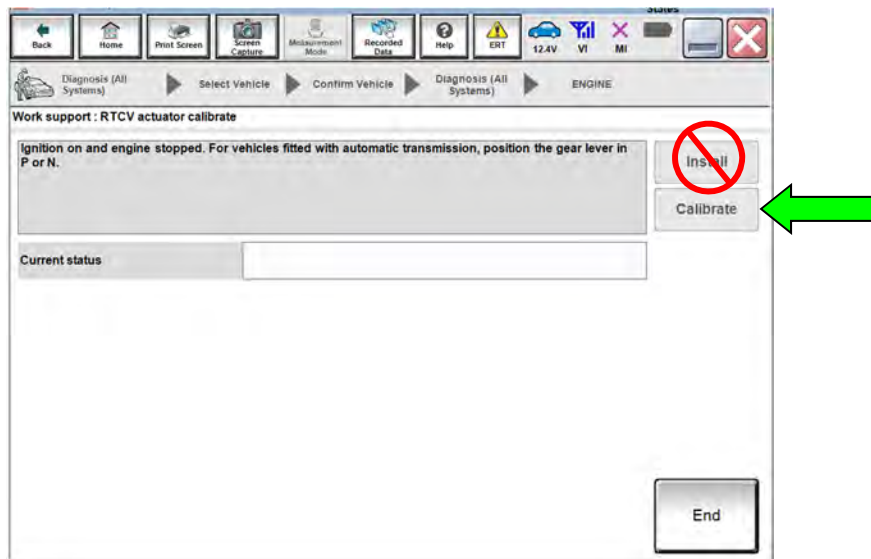 States
Back
Home
Print Screen
Screen Capture
Measurement Mode
Recorded Data
Help
ERT
12.4V
VI
MI
Diagnosis (All Systems)
Select Vehicle
Confirm Vehicle
Diagnosis (All Systems)
ENGINE
Work support : RTCV actuator calibrate
Ignition on and engine stopped. For vehicles fitted with automatic transmission, position the gear lever in
P or N.
Install
Calibrate
Current status
End